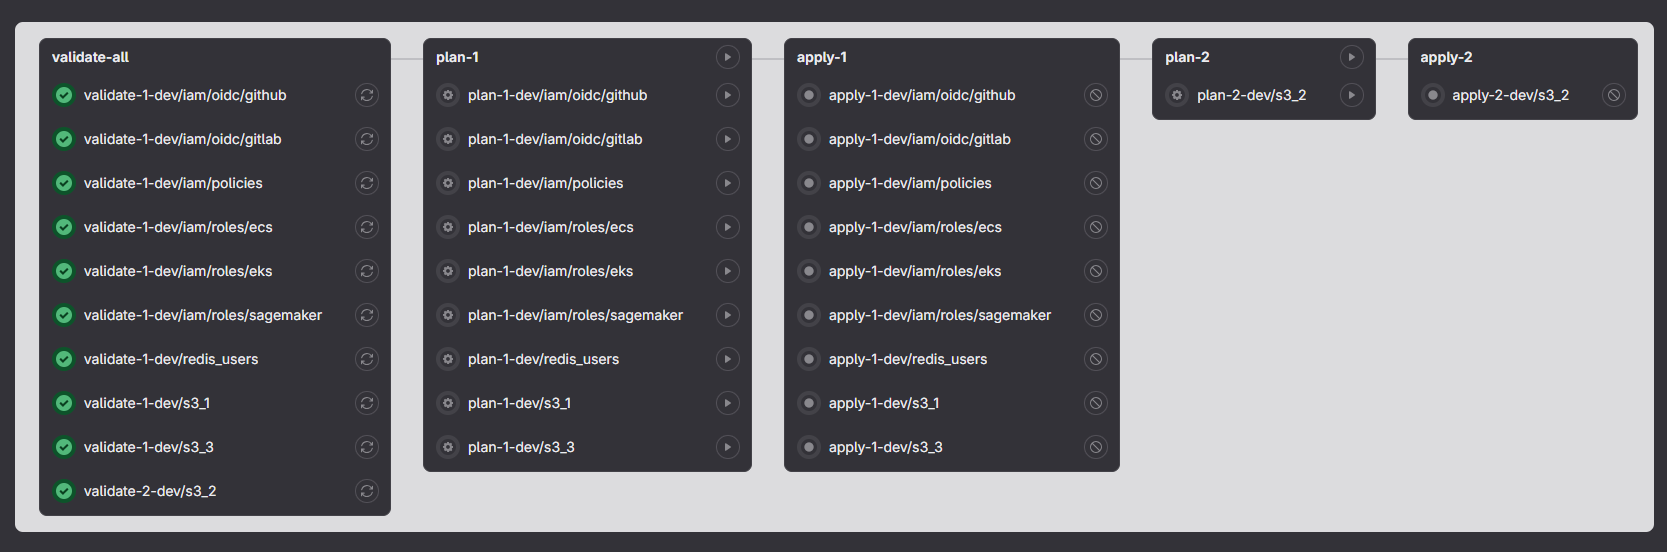 validate-all
validate-1-dev/iam/oidc/github
validate-1-dev/iam/oidc/gitlab
validate-1-dev/iam/policies
validate-1-dev/iam/roles/ecs
validate-1-dev/iam/roles/eks
validate-1-dev/iam/roles/sagemaker
validate-1-dev/redis_users
validate-1-dev/s3_1
validate-1-dev/s3_3
validate-2-dev/s3_2
plan-1
plan-1-dev/iam/oidc/github
plan-1-dev/iam/oidc/gitlab
plan-1-dev/iam/policies
plan-1-dev/iam/roles/ecs
plan-1-dev/iam/roles/eks
plan-1-dev/iam/roles/sagemaker
plan-1-dev/redis_users
plan-1-dev/s3_1
plan-1-dev/s3_3
apply-1
apply-1-dev/iam/oidc/github
apply-1-dev/iam/oidc/gitlab
apply-1-dev/iam/policies
apply-1-dev/iam/roles/ecs
apply-1-dev/iam/roles/eks
apply-1-dev/iam/roles/sagemaker
apply-1-dev/redis_users
apply-1-dev/s3_1
apply-1-dev/s3_3
plan-2
plan-2-dev/s3_2
apply-2
apply-2-dev/s3_2